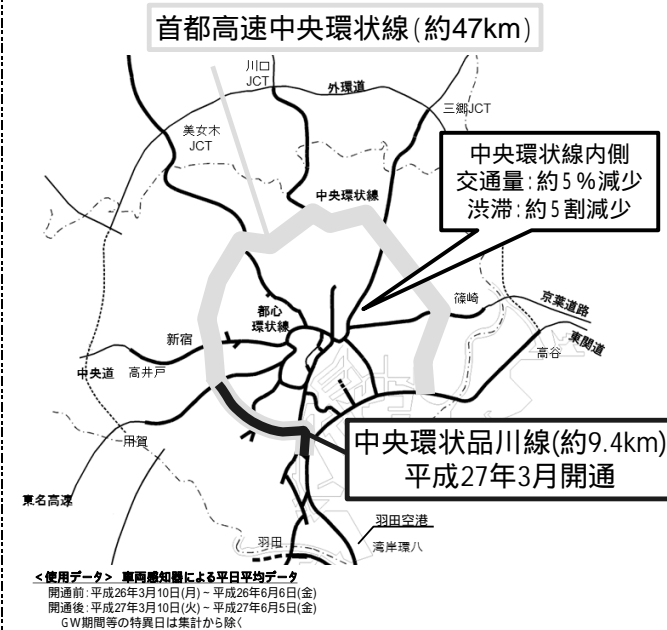 首都高速中央環状線(約47km)
川口
JCT
外環道
三郷JCT
美女木
JCT
中央環状線内側
交通量:約5%減少
渋滞:約5割減少
中央環状線
都心
環状線
篠崎
京葉道路
新宿
東関道
高谷
中央道
高井戸
用賀
中央環状品川線(約9.4km)
平成27年3月開通
東名高速
羽田空港
羽田
湾岸環八
<使用データ> 車両感知器による平日平均データ
開通前:平成26年3月10日(月)~平成26年6月6日(金)
開通後:平成27年3月10日(火)~平成27年6月5日(金)
GW期間等の特異日は集計から除く